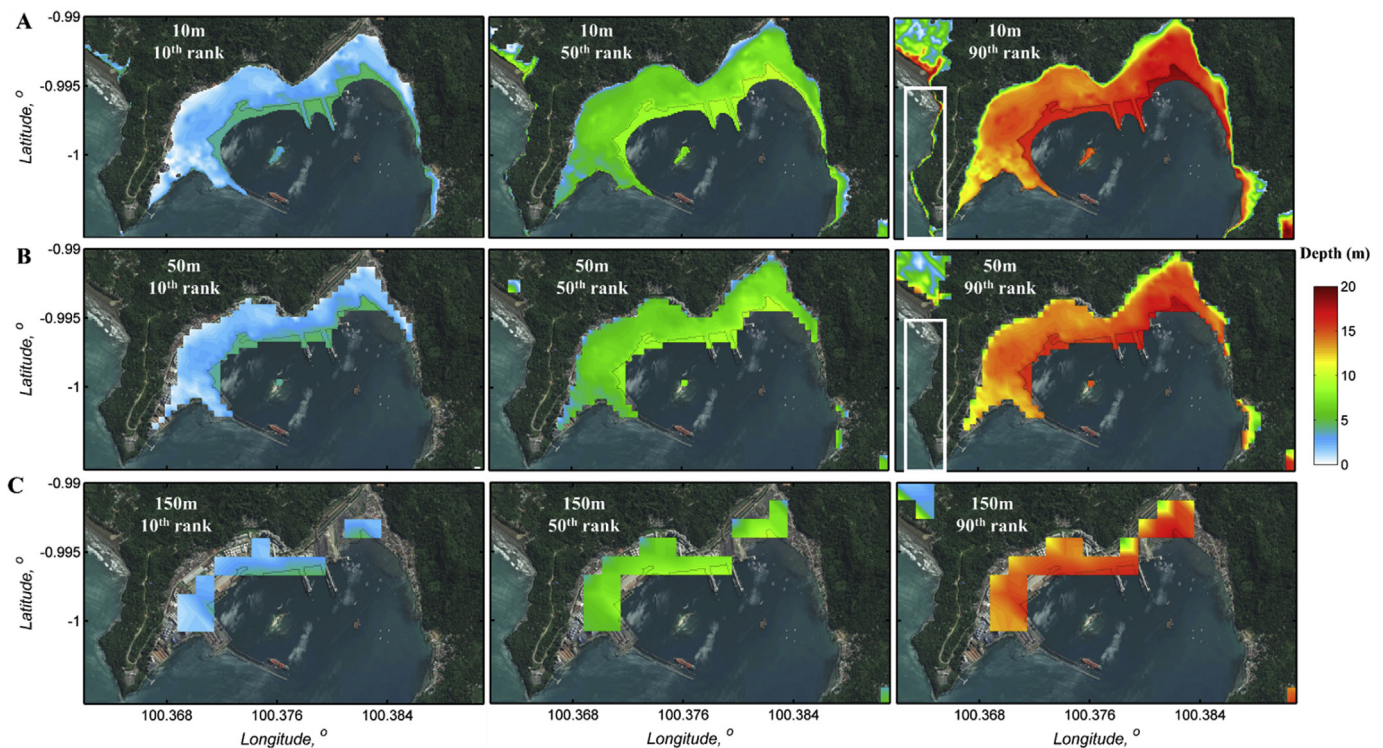 A
10m
10th rank
10m
50th rank
10m
90th rank
-0.99
-0.995
-1
Latitude, o
B
50m
10th rank
50m
50th rank
50m
90th rank
-0.99
-0.995
-1
Latitude, o
Depth (m)
20
15
10
5
0
C
150m
10th rank
150m
50th rank
150m
90th rank
-0.99
-0.995
-1
Latitude, o
100.368
100.376
100.384
100.368
100.376
100.384
100.368
100.376
100.384
Longitude, o
Longitude, o
Longitude, o